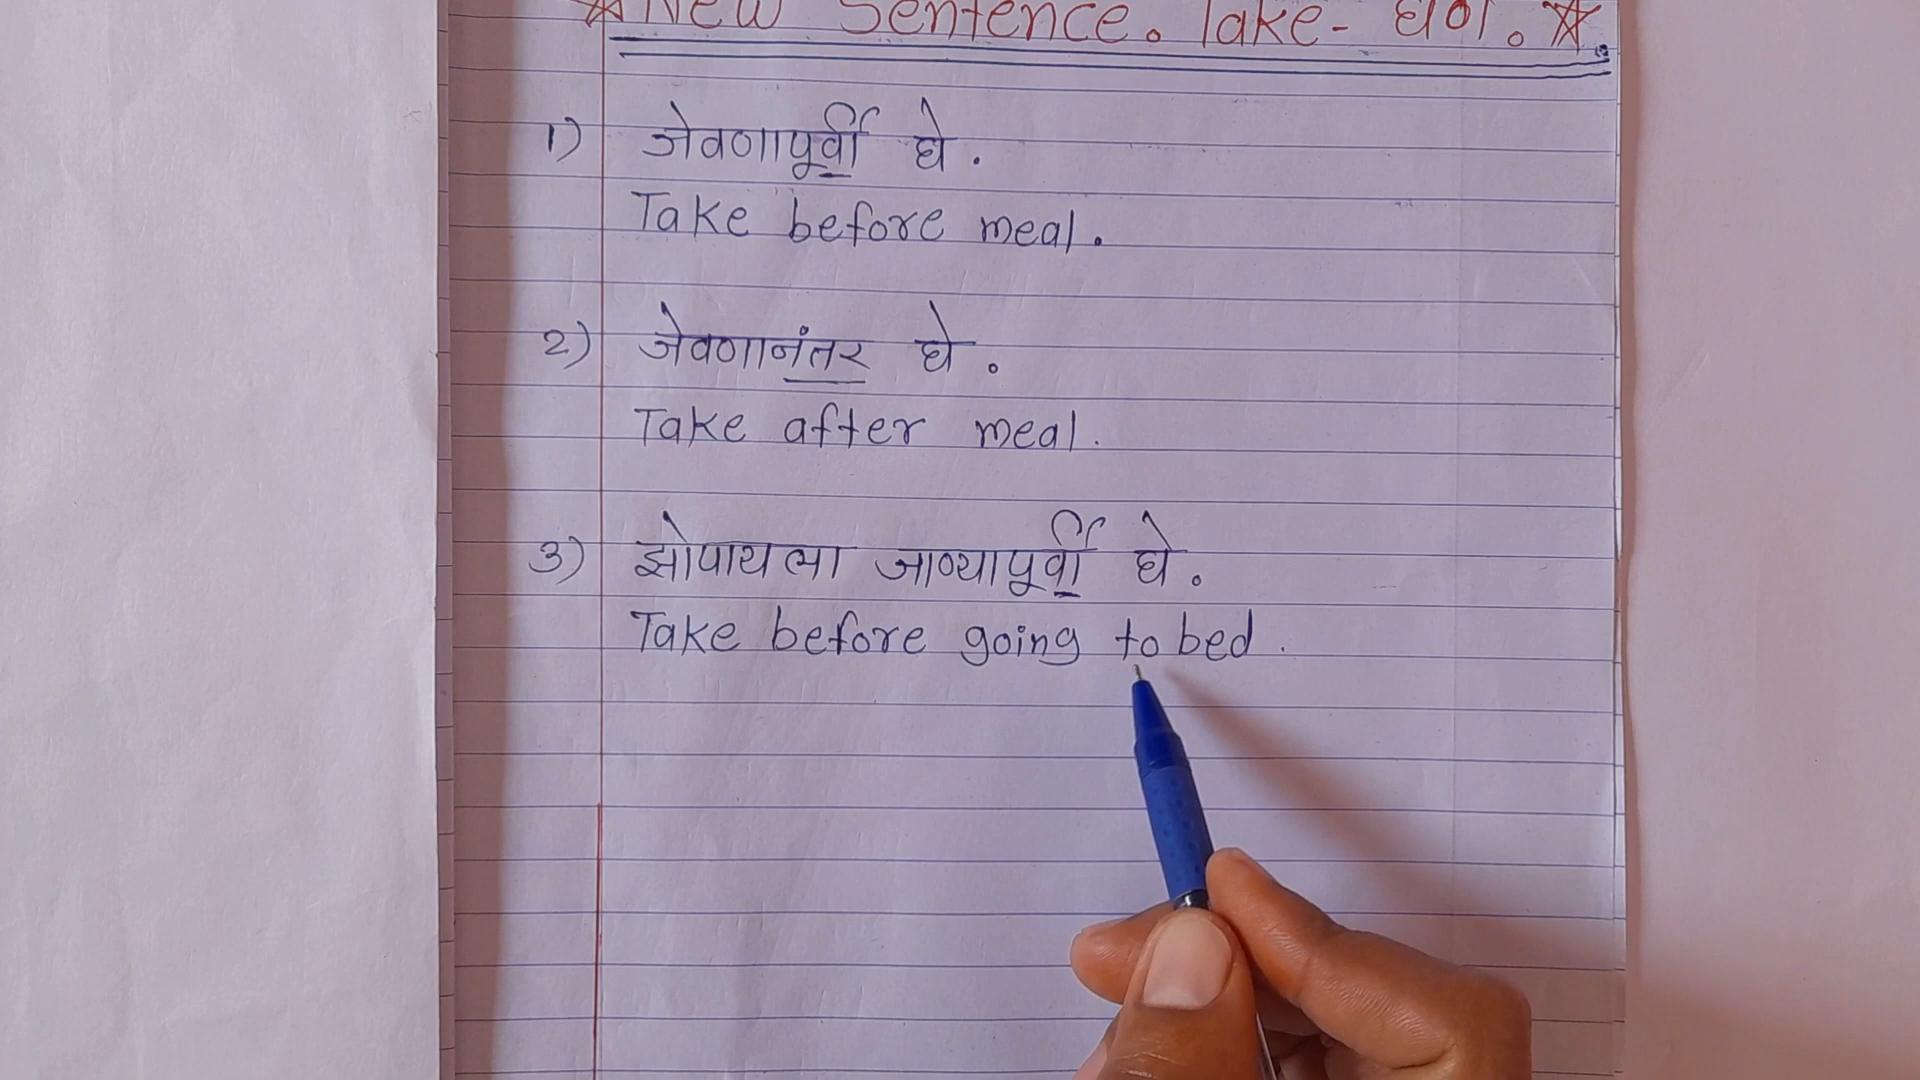 ☆ New Sentence. Take - घेणे. ☆
1) जेवणापूर्वी घे.
Take before meal.
2) जेवणानंतर घे.
Take after meal.
3) झोपायला जाण्यापूर्वी घे.
Take before going to bed.